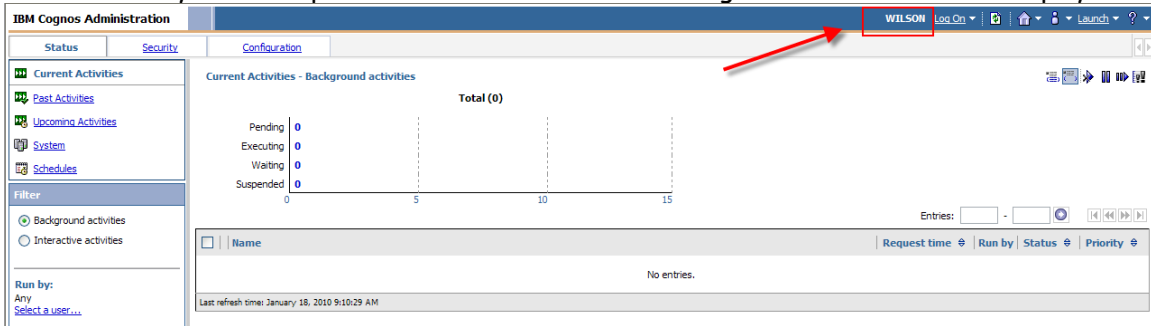 IBM Cognos Administration
WILSON Log On Launch ?
Status Security Configuration
Current Activities
Past Activities
Upcoming Activities
System
Schedules
Filter
Background activities
Interactive activities
Run by:
Any
Select a user...
Current Activities - Background activities
Total (0)
Pending 0
Executing 0
Waiting 0
Suspended 0
0 5 10 15
Entries: -
Name Request time Run by Status Priority
No entries.
Last refresh time: January 18, 2010 9:10:29 AM